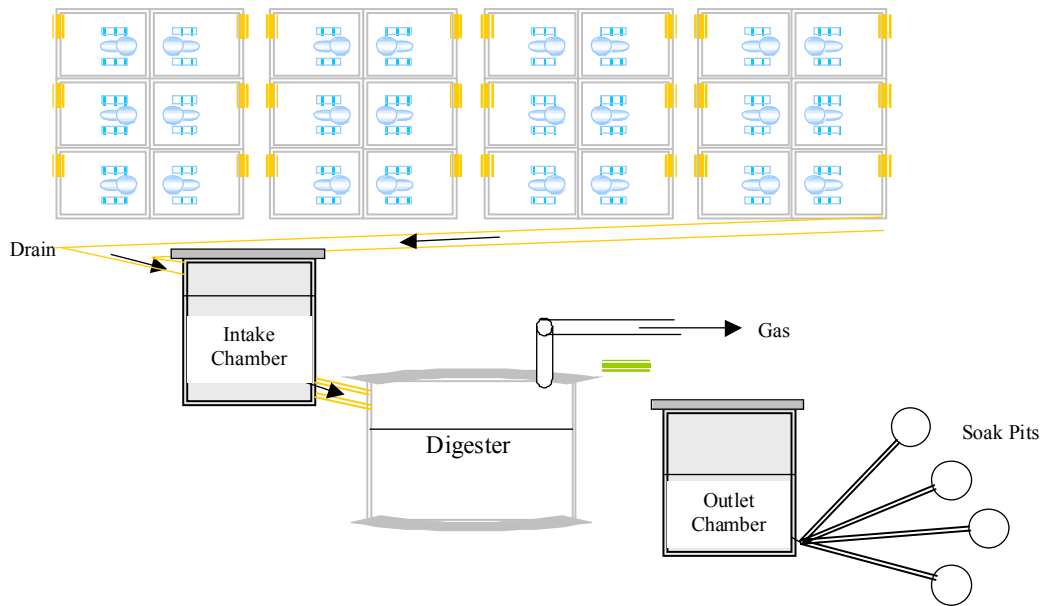 Drain
Intake
Chamber
Gas
Digester
Soak Pits
Outlet
Chamber